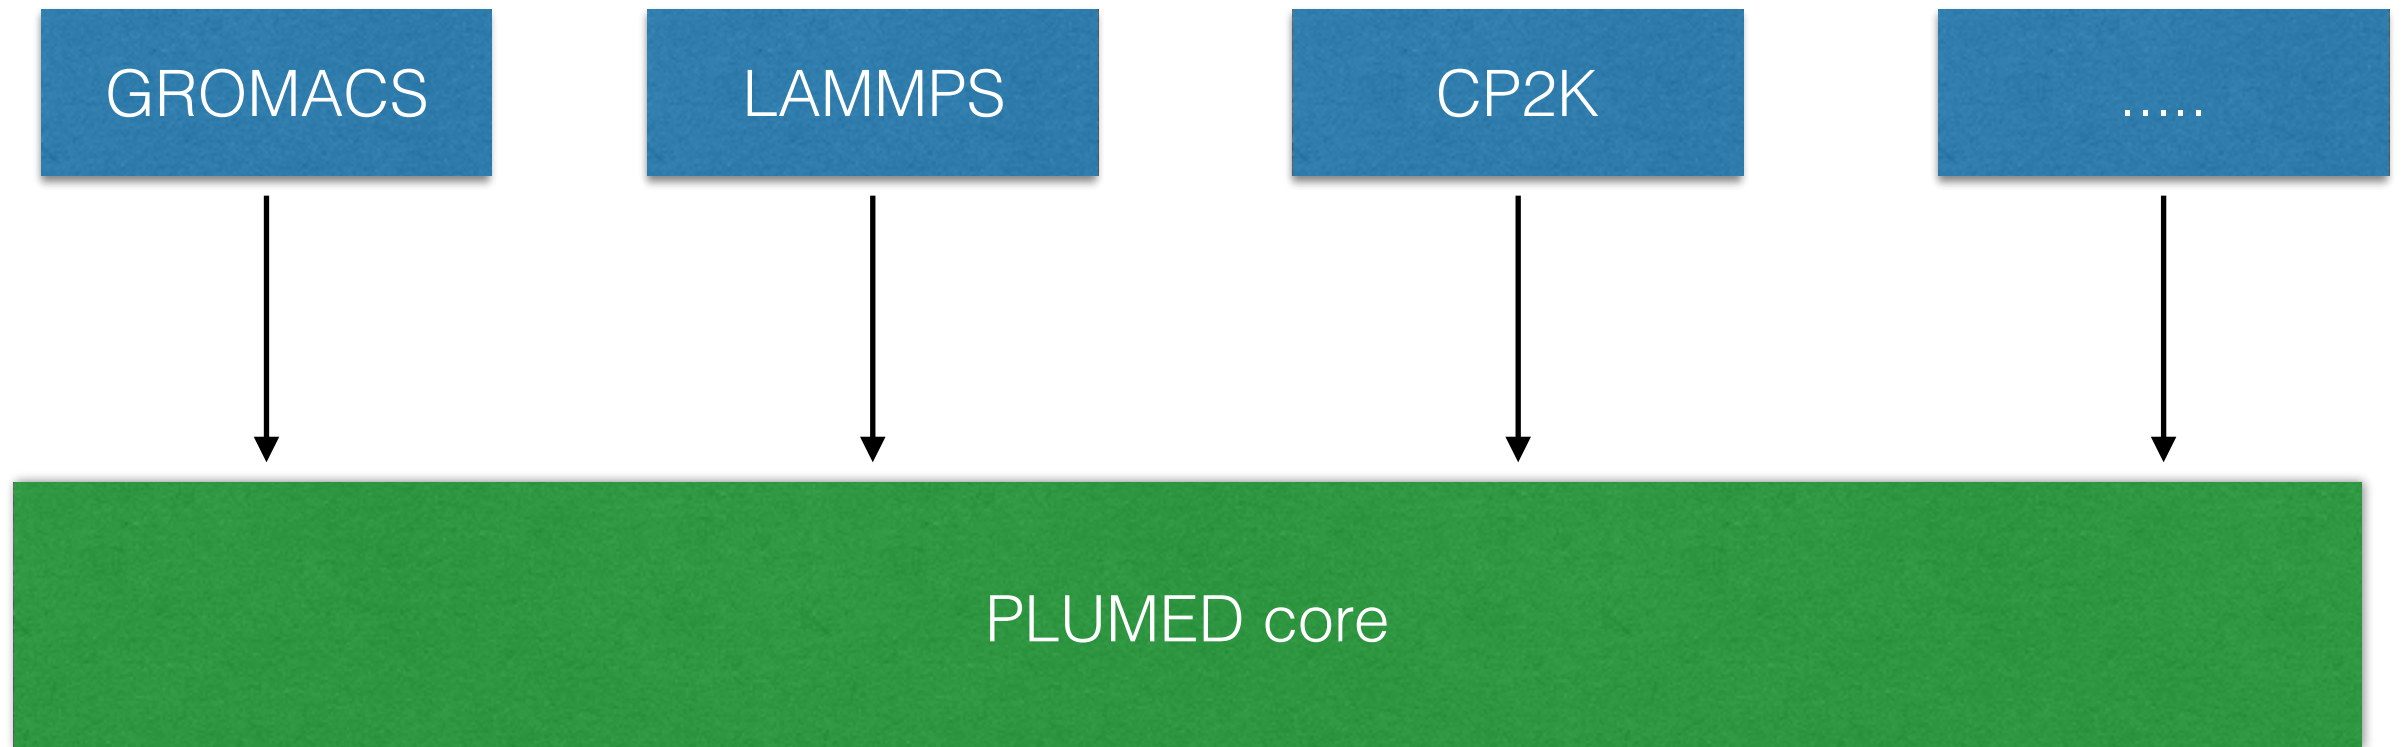 GROMACS
LAMMPS
CP2K
.....
PLUMED core